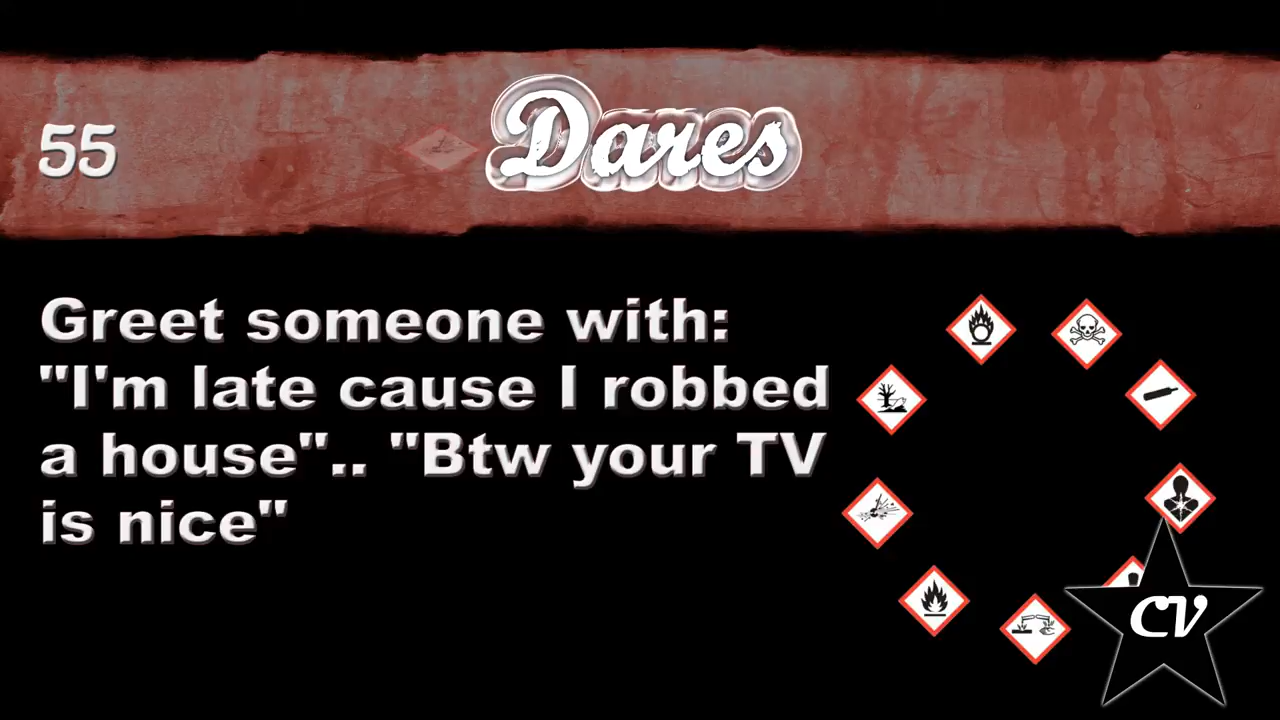 55
Dares
Greet someone with:
"I'm late cause I robbed
a house".. "Btw your TV
is nice"
CV